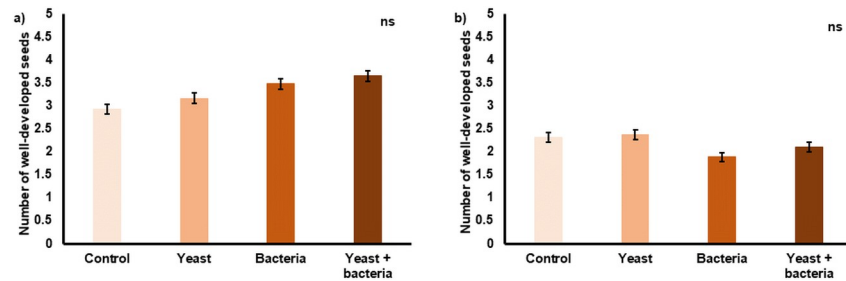 a)
ns
Number of well-developed seeds
5
4.5
4
3.5
3
2.5
2
1.5
1
0.5
0
Control
Yeast
Bacteria
Yeast +
bacteria
b)
ns
Number of well-developed seeds
5
4.5
4
3.5
3
2.5
2
1.5
1
0.5
0
Control
Yeast
Bacteria
Yeast +
bacteria